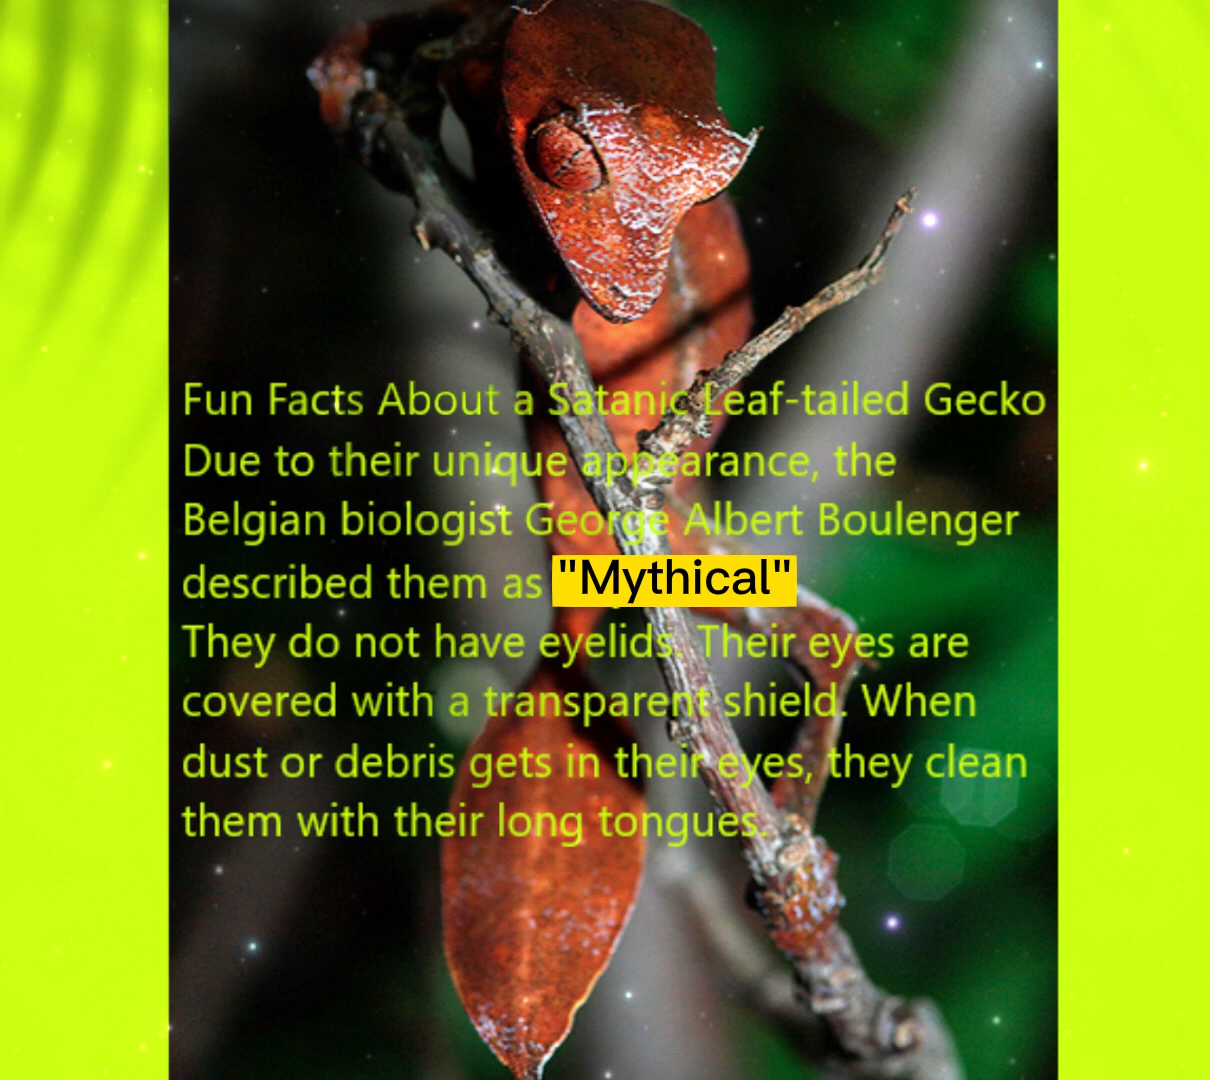 Fun Facts About a Satanic Leaf-tailed Gecko
Due to their unique appearance, the
Belgian biologist George Albert Boulenger
described them as "Mythical"
They do not have eyelids. Their eyes are
covered with a transparent shield. When
dust or debris gets in their eyes, they clean
them with their long tongues.